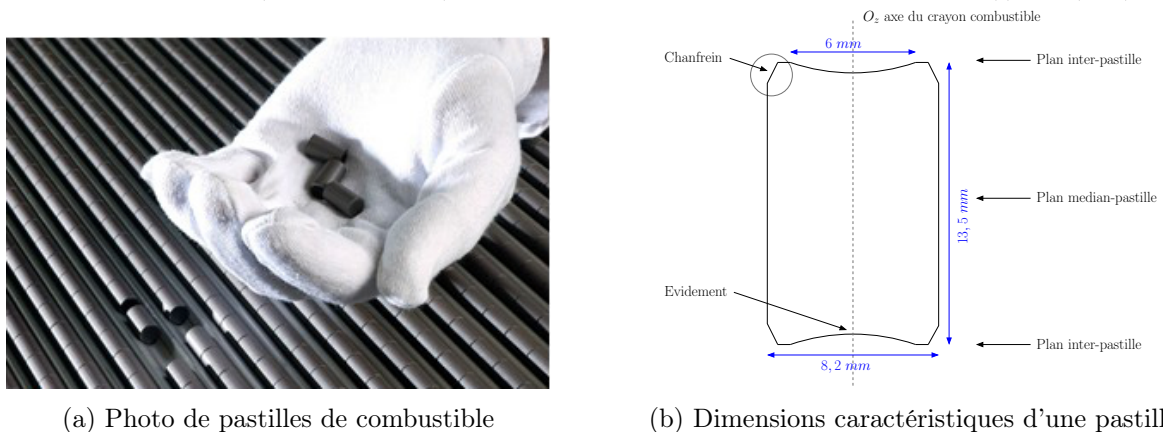 O_z axe du crayon combustible
6 mm
Chanfrein
Plan inter-pastille
13, 5 mm
Plan median-pastille
Evidement
Plan inter-pastille
8, 2 mm
(a) Photo de pastilles de combustible
(b) Dimensions caractéristiques d'une pastill